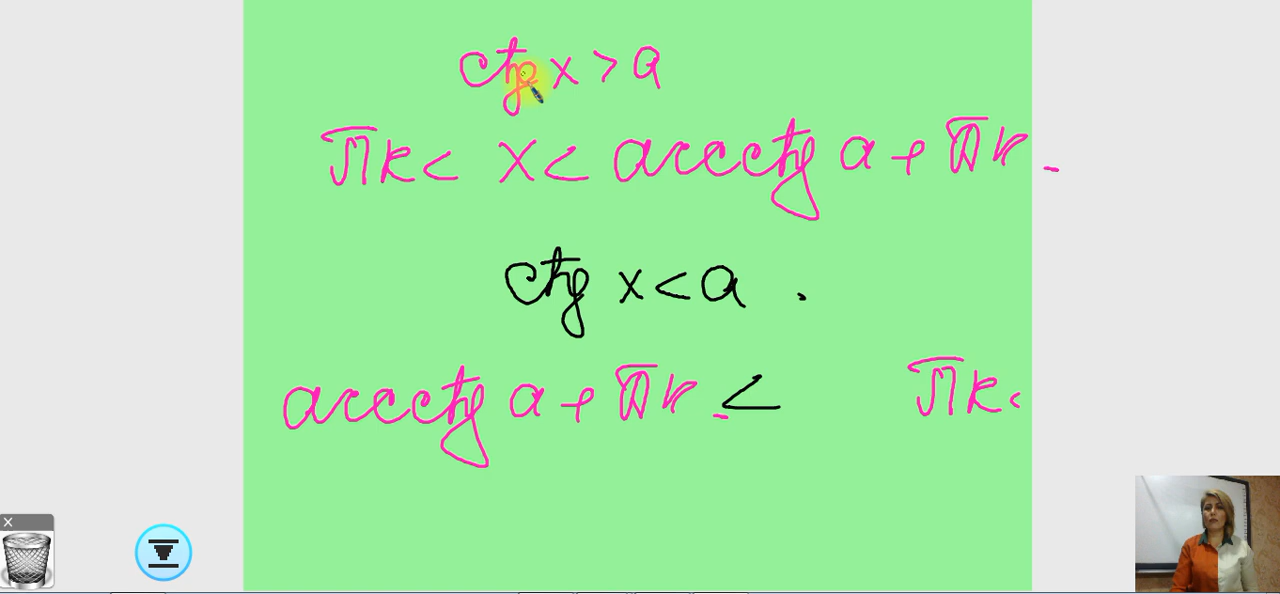 ctg x > a
πk < x < arcctg a + πk.
ctg x < a .
arcctg a + πk < πk <